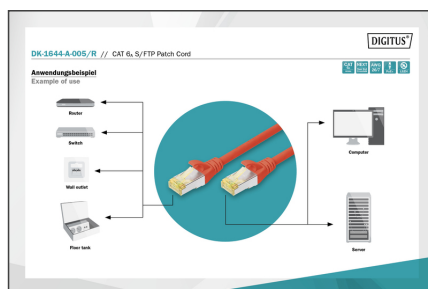 DIGITUS®
DK-1644-A-005/R // CAT 6A S/FTP Patch Cord
Anwendungsbeispiel
Example of use
Router
Switch
Wall outlet
Floor tank
Computer
Server